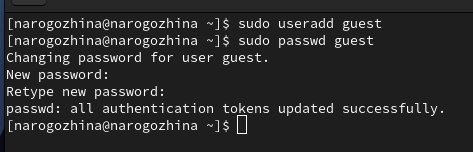 [narogozhina@narogozhina ~]$ sudo useradd guest
[narogozhina@narogozhina ~]$ sudo passwd guest
Changing password for user guest.
New password:
Retype new password:
passwd: all authentication tokens updated successfully.
[narogozhina@narogozhina ~]$